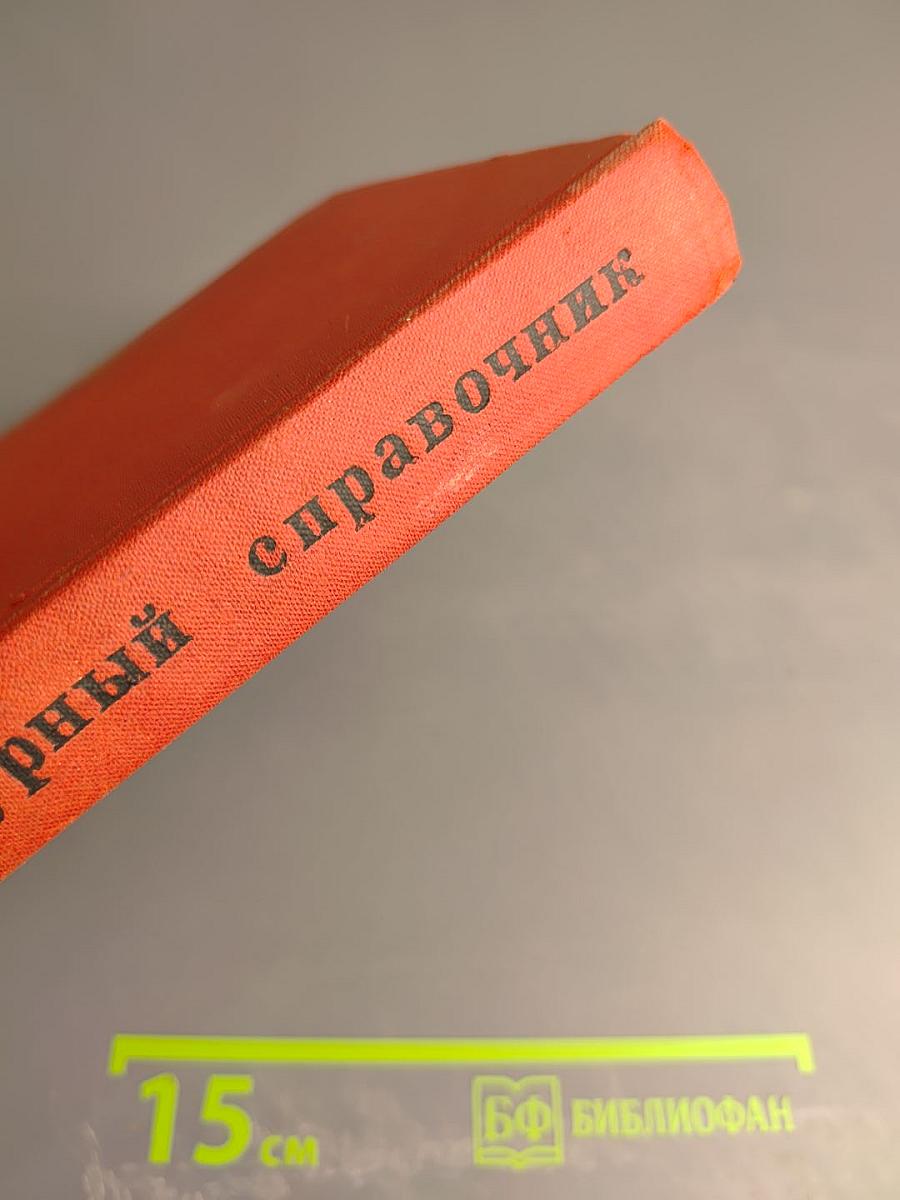 рный справочник
15 см
БФ БИБЛИОФАН